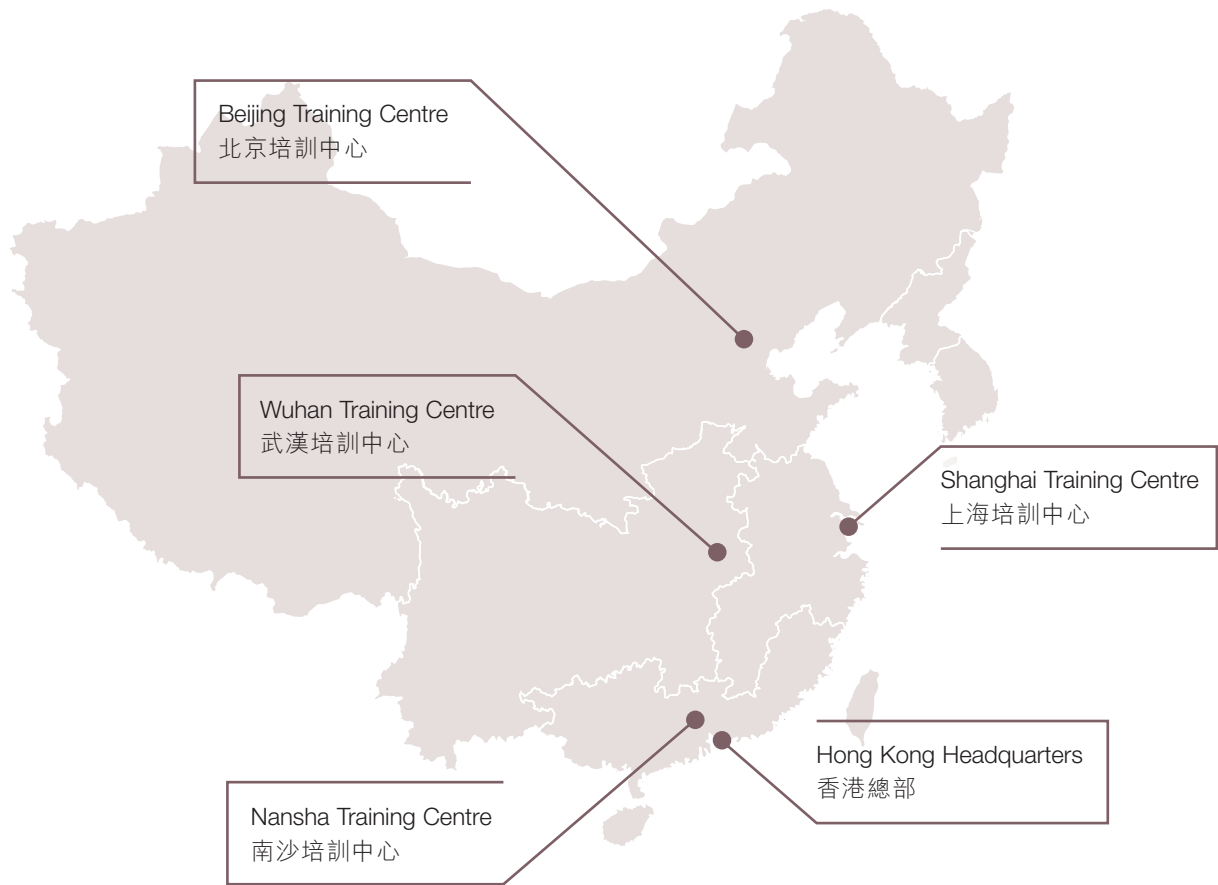 Beijing Training Centre
北京培訓中心
Wuhan Training Centre
武漢培訓中心
Shanghai Training Centre
上海培訓中心
Hong Kong Headquarters
香港總部
Nansha Training Centre
南沙培訓中心